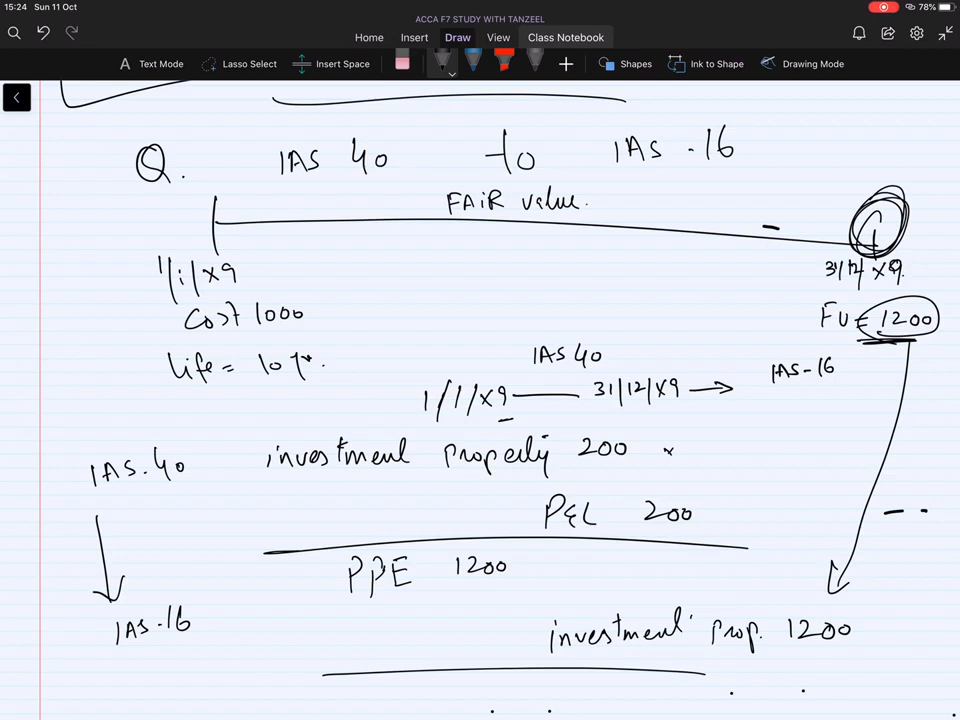 15:24 Sun 11 Oct
78%
ACCA F7 STUDY WITH TANZEEL
Home Insert Draw View Class Notebook
A Text Mode Lasso Select Insert Space Shapes Ink to Shape Drawing Mode
Q. IAS 40 to IAS-16
FAIR value.
1/1/x9
31/12/x9.
Cost 1000
FV = 1200
life = 10 yr.
IAS 40
IAS-16
1/1/x9 31/12/x9
IAS-40
investment property 200
P&L 200
PPE 1200
IAS-16
investment prop. 1200